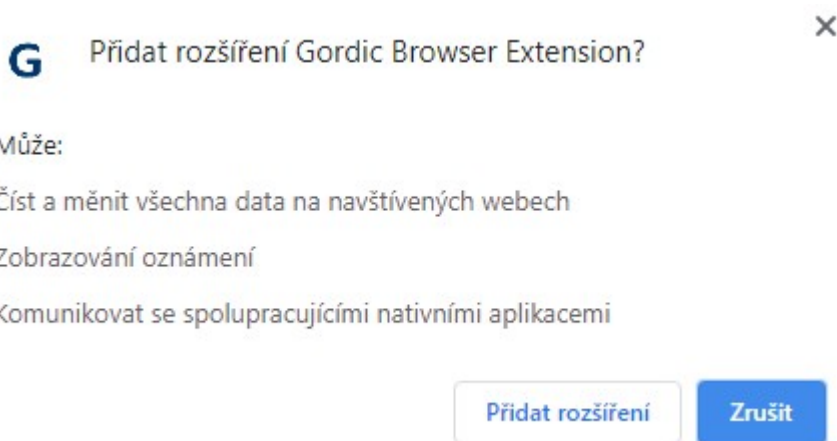 G
Přidat rozšíření Gordic Browser Extension?
Může:
Číst a měnit všechna data na navštívených webech
Zobrazování oznámení
Komunikovat se spolupracujícími nativními aplikacemi
Přidat rozšíření
Zrušit